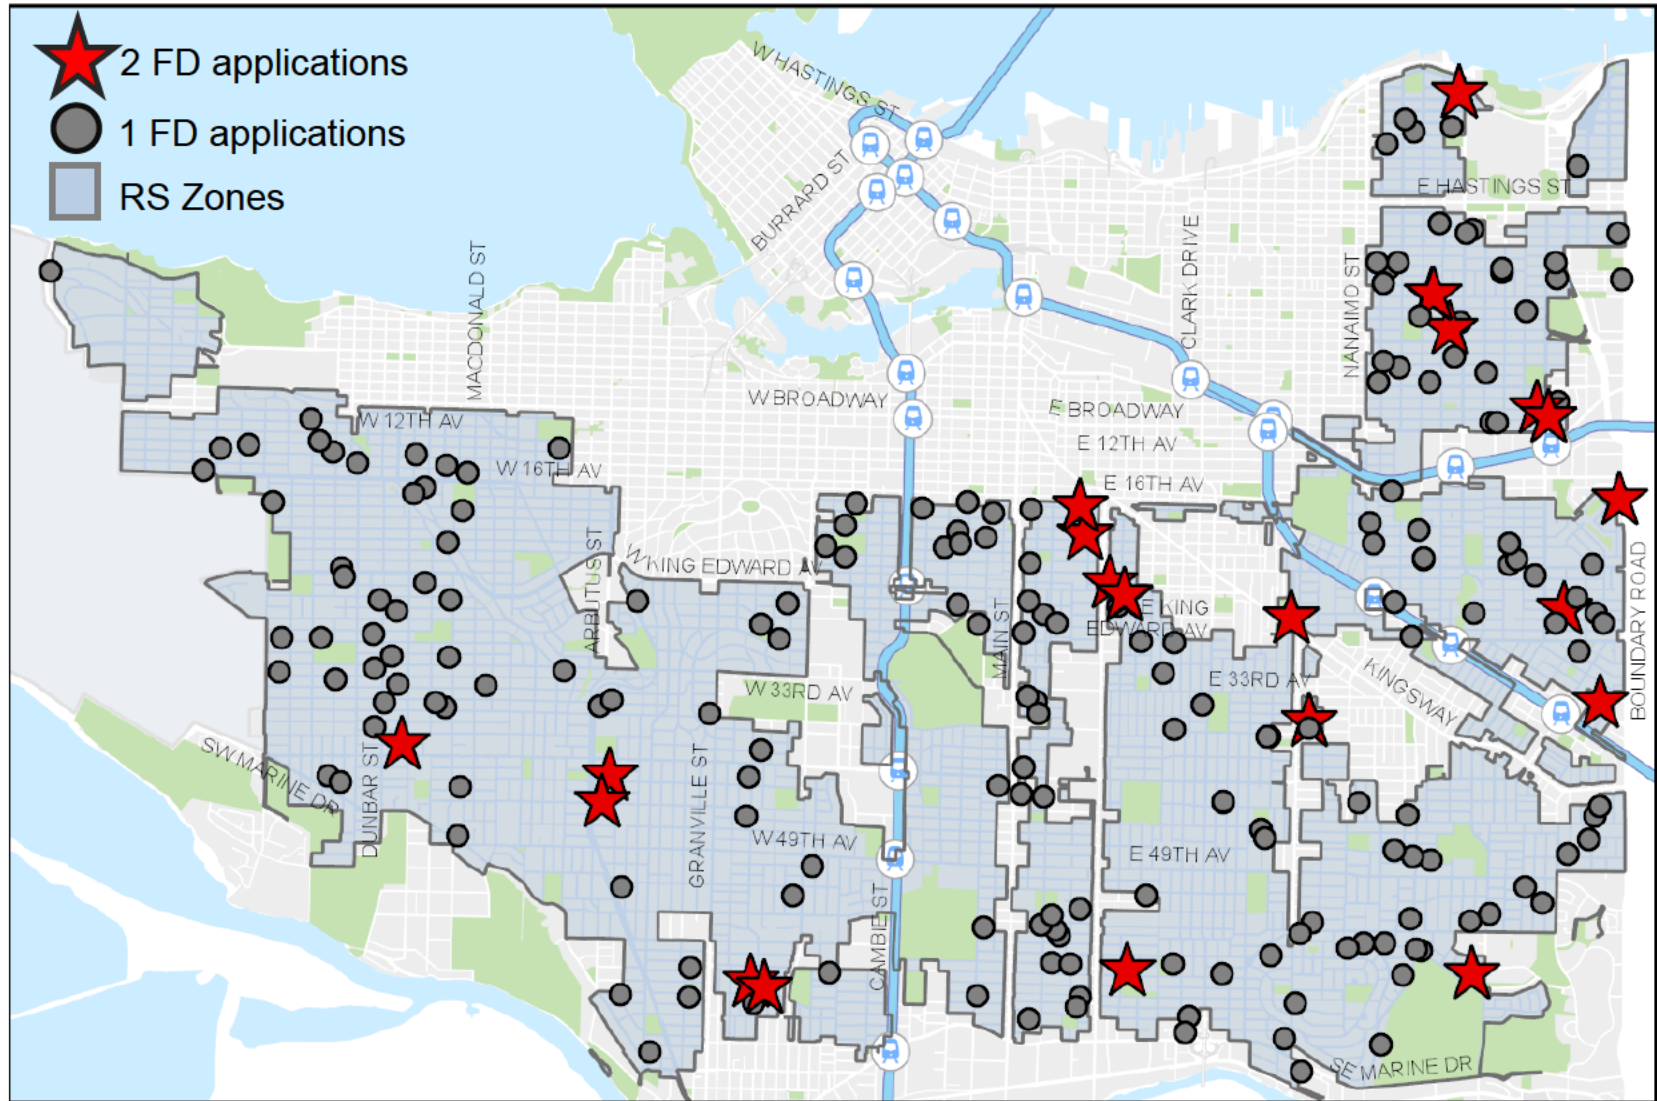 2 FD applications
1 FD applications
RS Zones
W HASTINGS ST
BURRARD ST
E HASTINGS ST
MACDONALD ST
CLARK DRIVE
NANAIMO ST
W BROADWAY
E BROADWAY
W 12TH AV
E 12TH AV
W 16TH AV
E 16TH AV
ARBUTUS ST
W KING EDWARD AV
E KING
EDWARD AV
MAIN ST
BOUNDARY ROAD
W 33RD AV
E 33RD AV
KINGSWAY
SW MARINE DR
DUNBAR ST
GRANVILLE ST
W 49TH AV
E 49TH AV
CAMBIE ST
SE MARINE DR